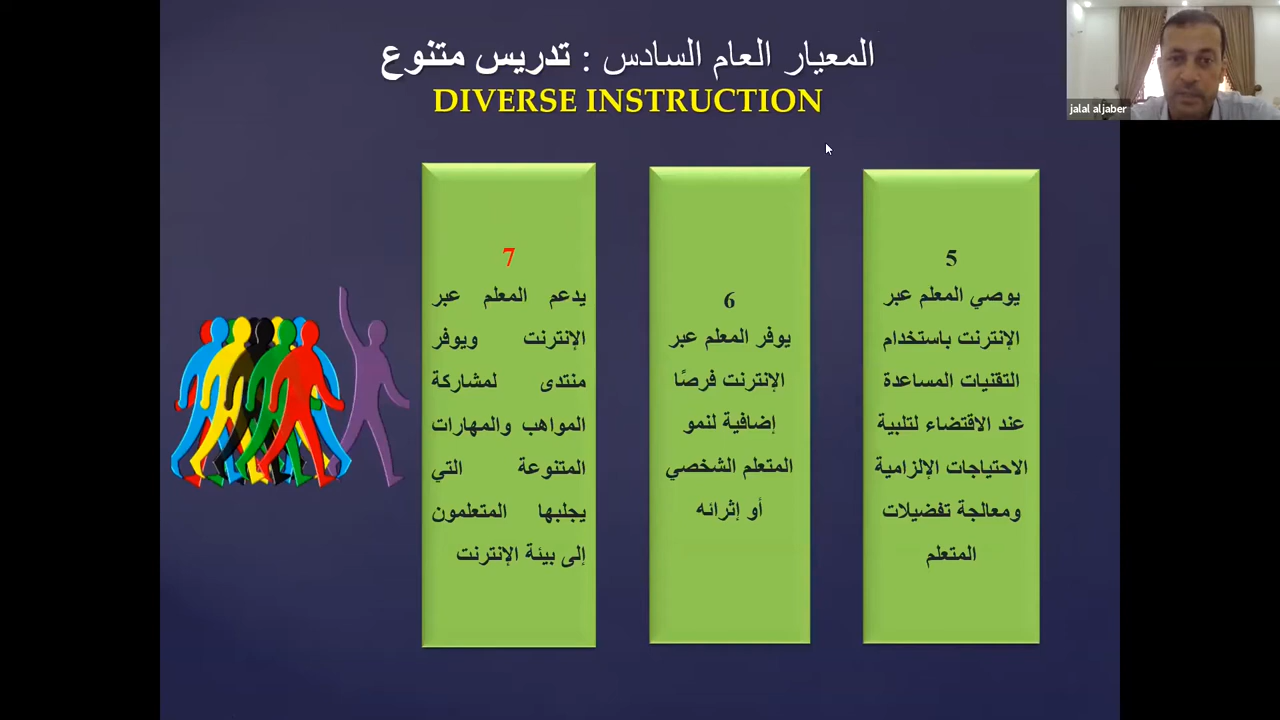 المعيار العام السادس : تدريس متنوع
DIVERSE INSTRUCTION
jalal aljaber
5
يوصي المعلم عبر
الإنترنت باستخدام
التقنيات المساعدة
عند الاقتضاء لتلبية
الاحتياجات الإلزامية
ومعالجة تفضيلات
المتعلم
6
يوفر المعلم عبر
الإنترنت فرصًا
إضافية لنمو
المتعلم الشخصي
أو إثرائه
7
يدعم المعلم عبر
الإنترنت ويوفر
منتدى لمشاركة
المواهب والمهارات
المتنوعة التي
يجلبها المتعلمون
إلى بيئة الإنترنت